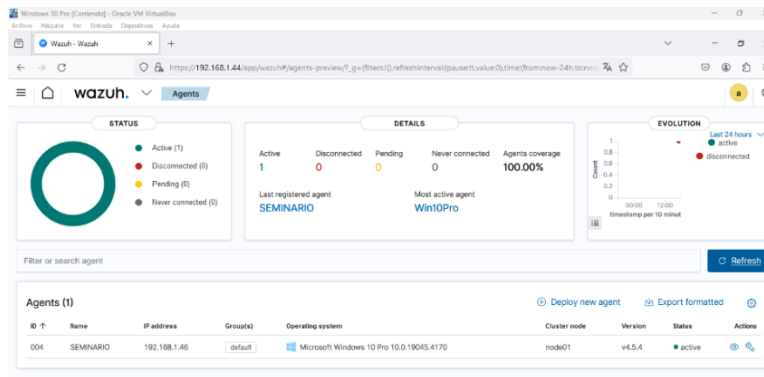 Windows 10 Pro [Corriendo] - Oracle VM VirtualBox
Archivo Máquina Ver Entrada Dispositivos Ayuda
Wazuh - Wazuh
https://192.168.1.44/app/wazuh#/agents-preview/?_g=(filters:!(),refreshInterval:(pause:!t,value:0),time:(from:now-24h,to:now
wazuh. Agents a
STATUS
Active (1)
Disconnected (0)
Pending (0)
Never connected (0)
DETAILS
Active Disconnected Pending Never connected Agents coverage
1 0 0 0 100.00%
Last registered agent Most active agent
SEMINARIO Win10Pro
EVOLUTION
Last 24 hours
active
disconnected
Count
1
0.8
0.6
0.4
0.2
0
00:00 12:00
timestamp per 10 minut
Filter or search agent Refresh
Agents (1) Deploy new agent Export formatted
ID Name IP address Group(s) Operating system Cluster node Version Status Actions
004 SEMINARIO 192.168.1.46 default Microsoft Windows 10 Pro 10.0.19045.4170 node01 v4.5.4 active